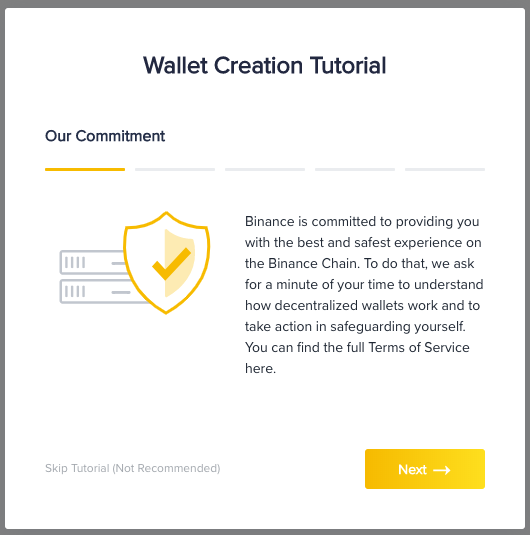 Wallet Creation Tutorial
Our Commitment
Binance is committed to providing you
with the best and safest experience on
the Binance Chain. To do that, we ask
for a minute of your time to understand
how decentralized wallets work and to
take action in safeguarding yourself.
You can find the full Terms of Service
here.
Skip Tutorial (Not Recommended)
Next →